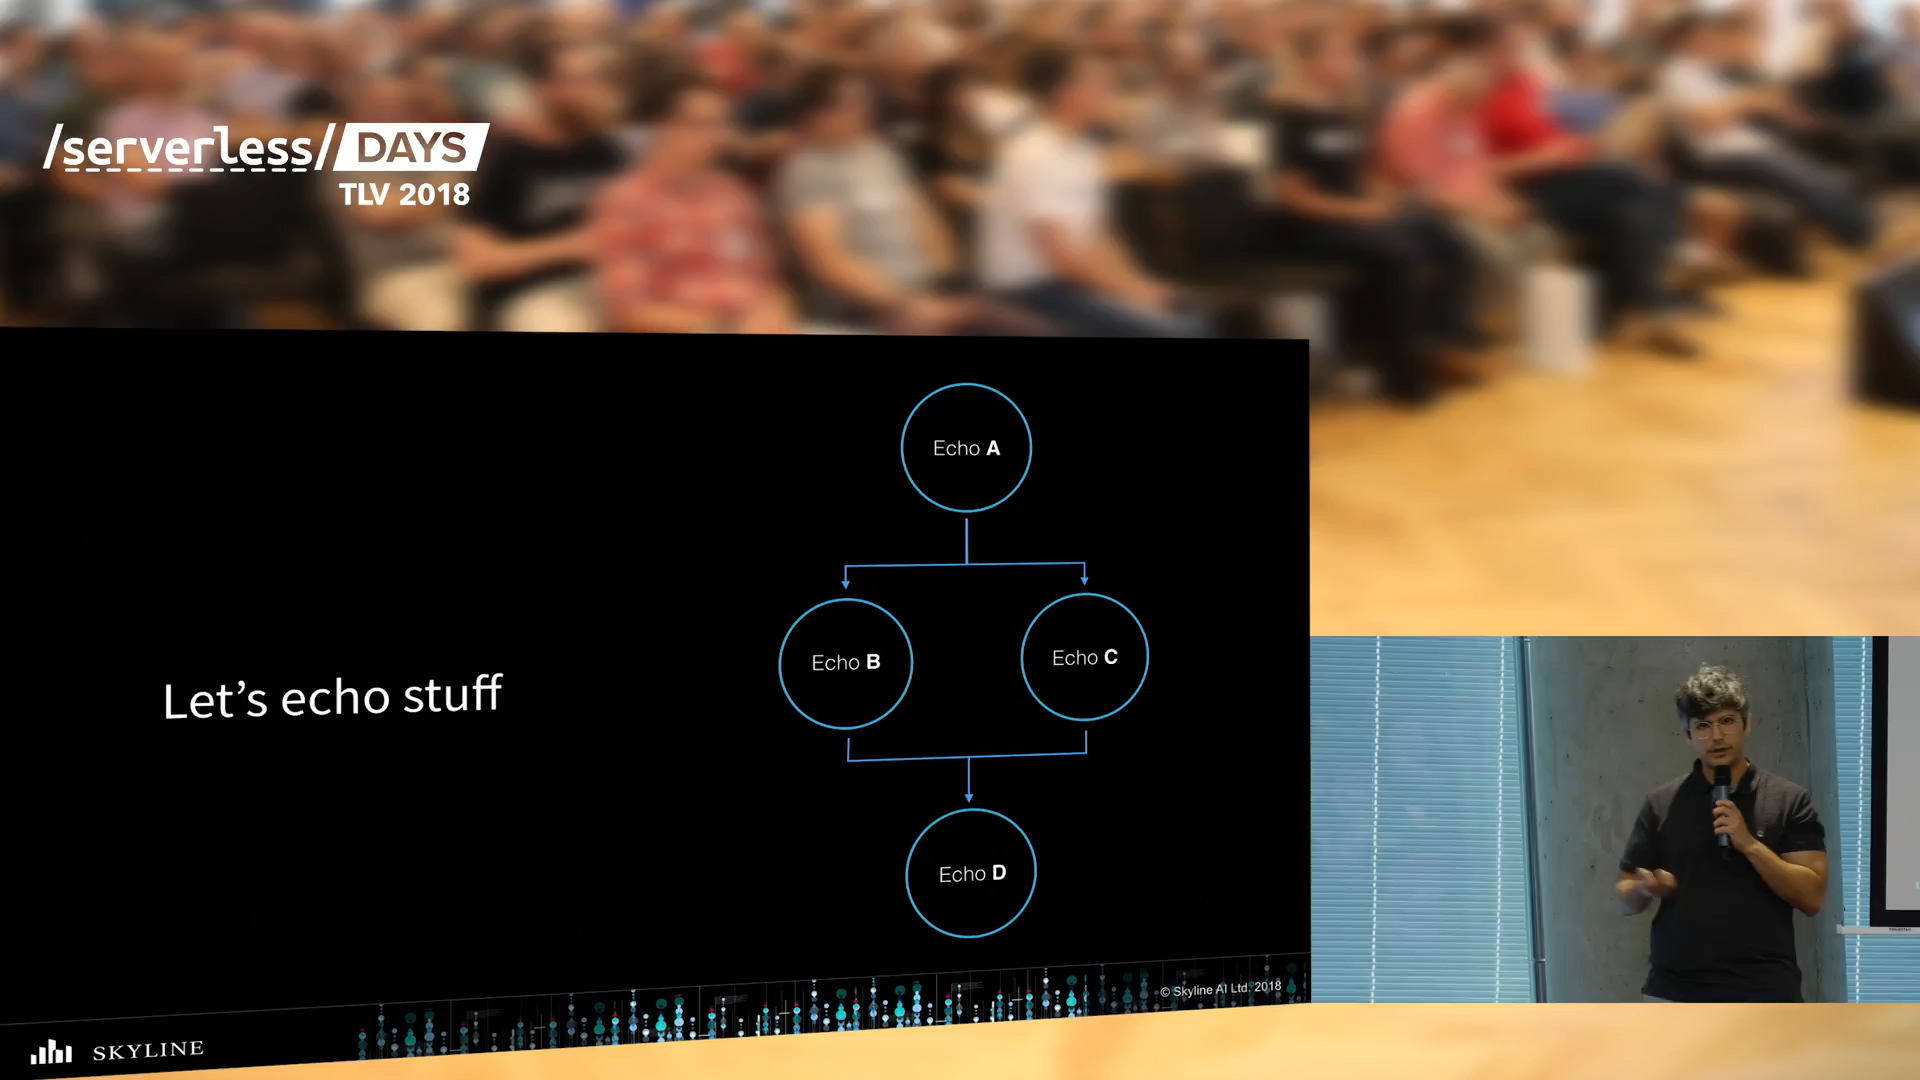 /serverless/DAYS
TLV 2018
Echo A
Echo B
Echo C
Let's echo stuff
Echo D
© Skyline AI Ltd. 2018
SKYLINE